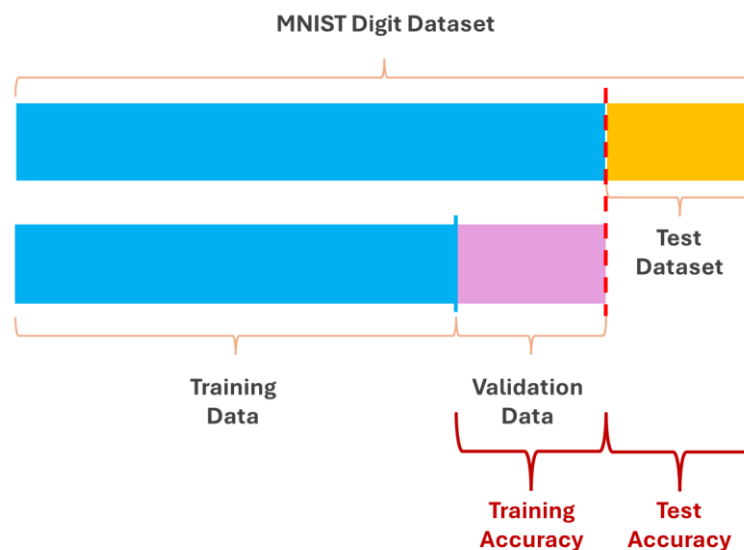 MNIST Digit Dataset
Test
Dataset
Training
Data
Validation
Data
Training
Accuracy
Test
Accuracy